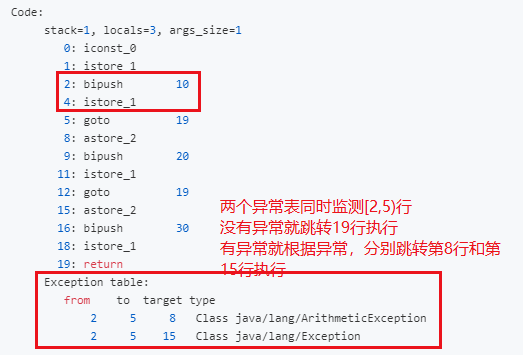 Code:
stack=1, locals=3, args_size=1
0: iconst_0
1: istore_1
2: bipush 10
4: istore_1
5: goto 19
8: astore_2
9: bipush 20
11: istore_1
12: goto 19
15: astore_2
16: bipush 30
18: istore_1
19: return
两个异常表同时监测[2,5)行
没有异常就跳转19行执行
有异常就根据异常，分别跳转第8行和第
15行执行
Exception table:
from to target type
2 5 8 Class java/lang/ArithmeticException
2 5 15 Class java/lang/Exception